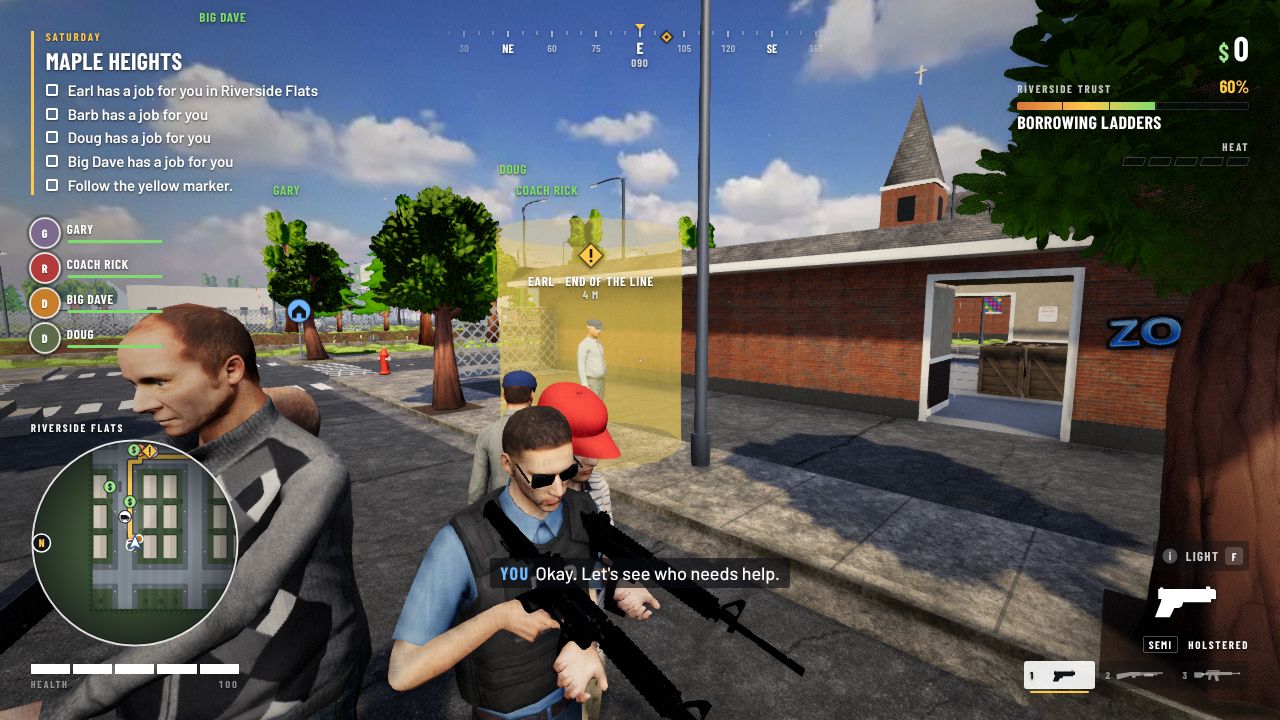 BIG DAVE
SATURDAY
MAPLE HEIGHTS
Earl has a job for you in Riverside Flats
Barb has a job for you
Doug has a job for you
Big Dave has a job for you
Follow the yellow marker.
30 NE 60 75 E 105 120 SE 150
090
$0
RIVERSIDE TRUST 60%
BORROWING LADDERS
HEAT
DOUG
COACH RICK
GARY
G GARY
R COACH RICK
D BIG DAVE
D DOUG
EARL - END OF THE LINE
4 M
ZO
RIVERSIDE FLATS
N
YOU Okay. Let's see who needs help.
i LIGHT F
SEMI HOLSTERED
1 2 3
HEALTH 100